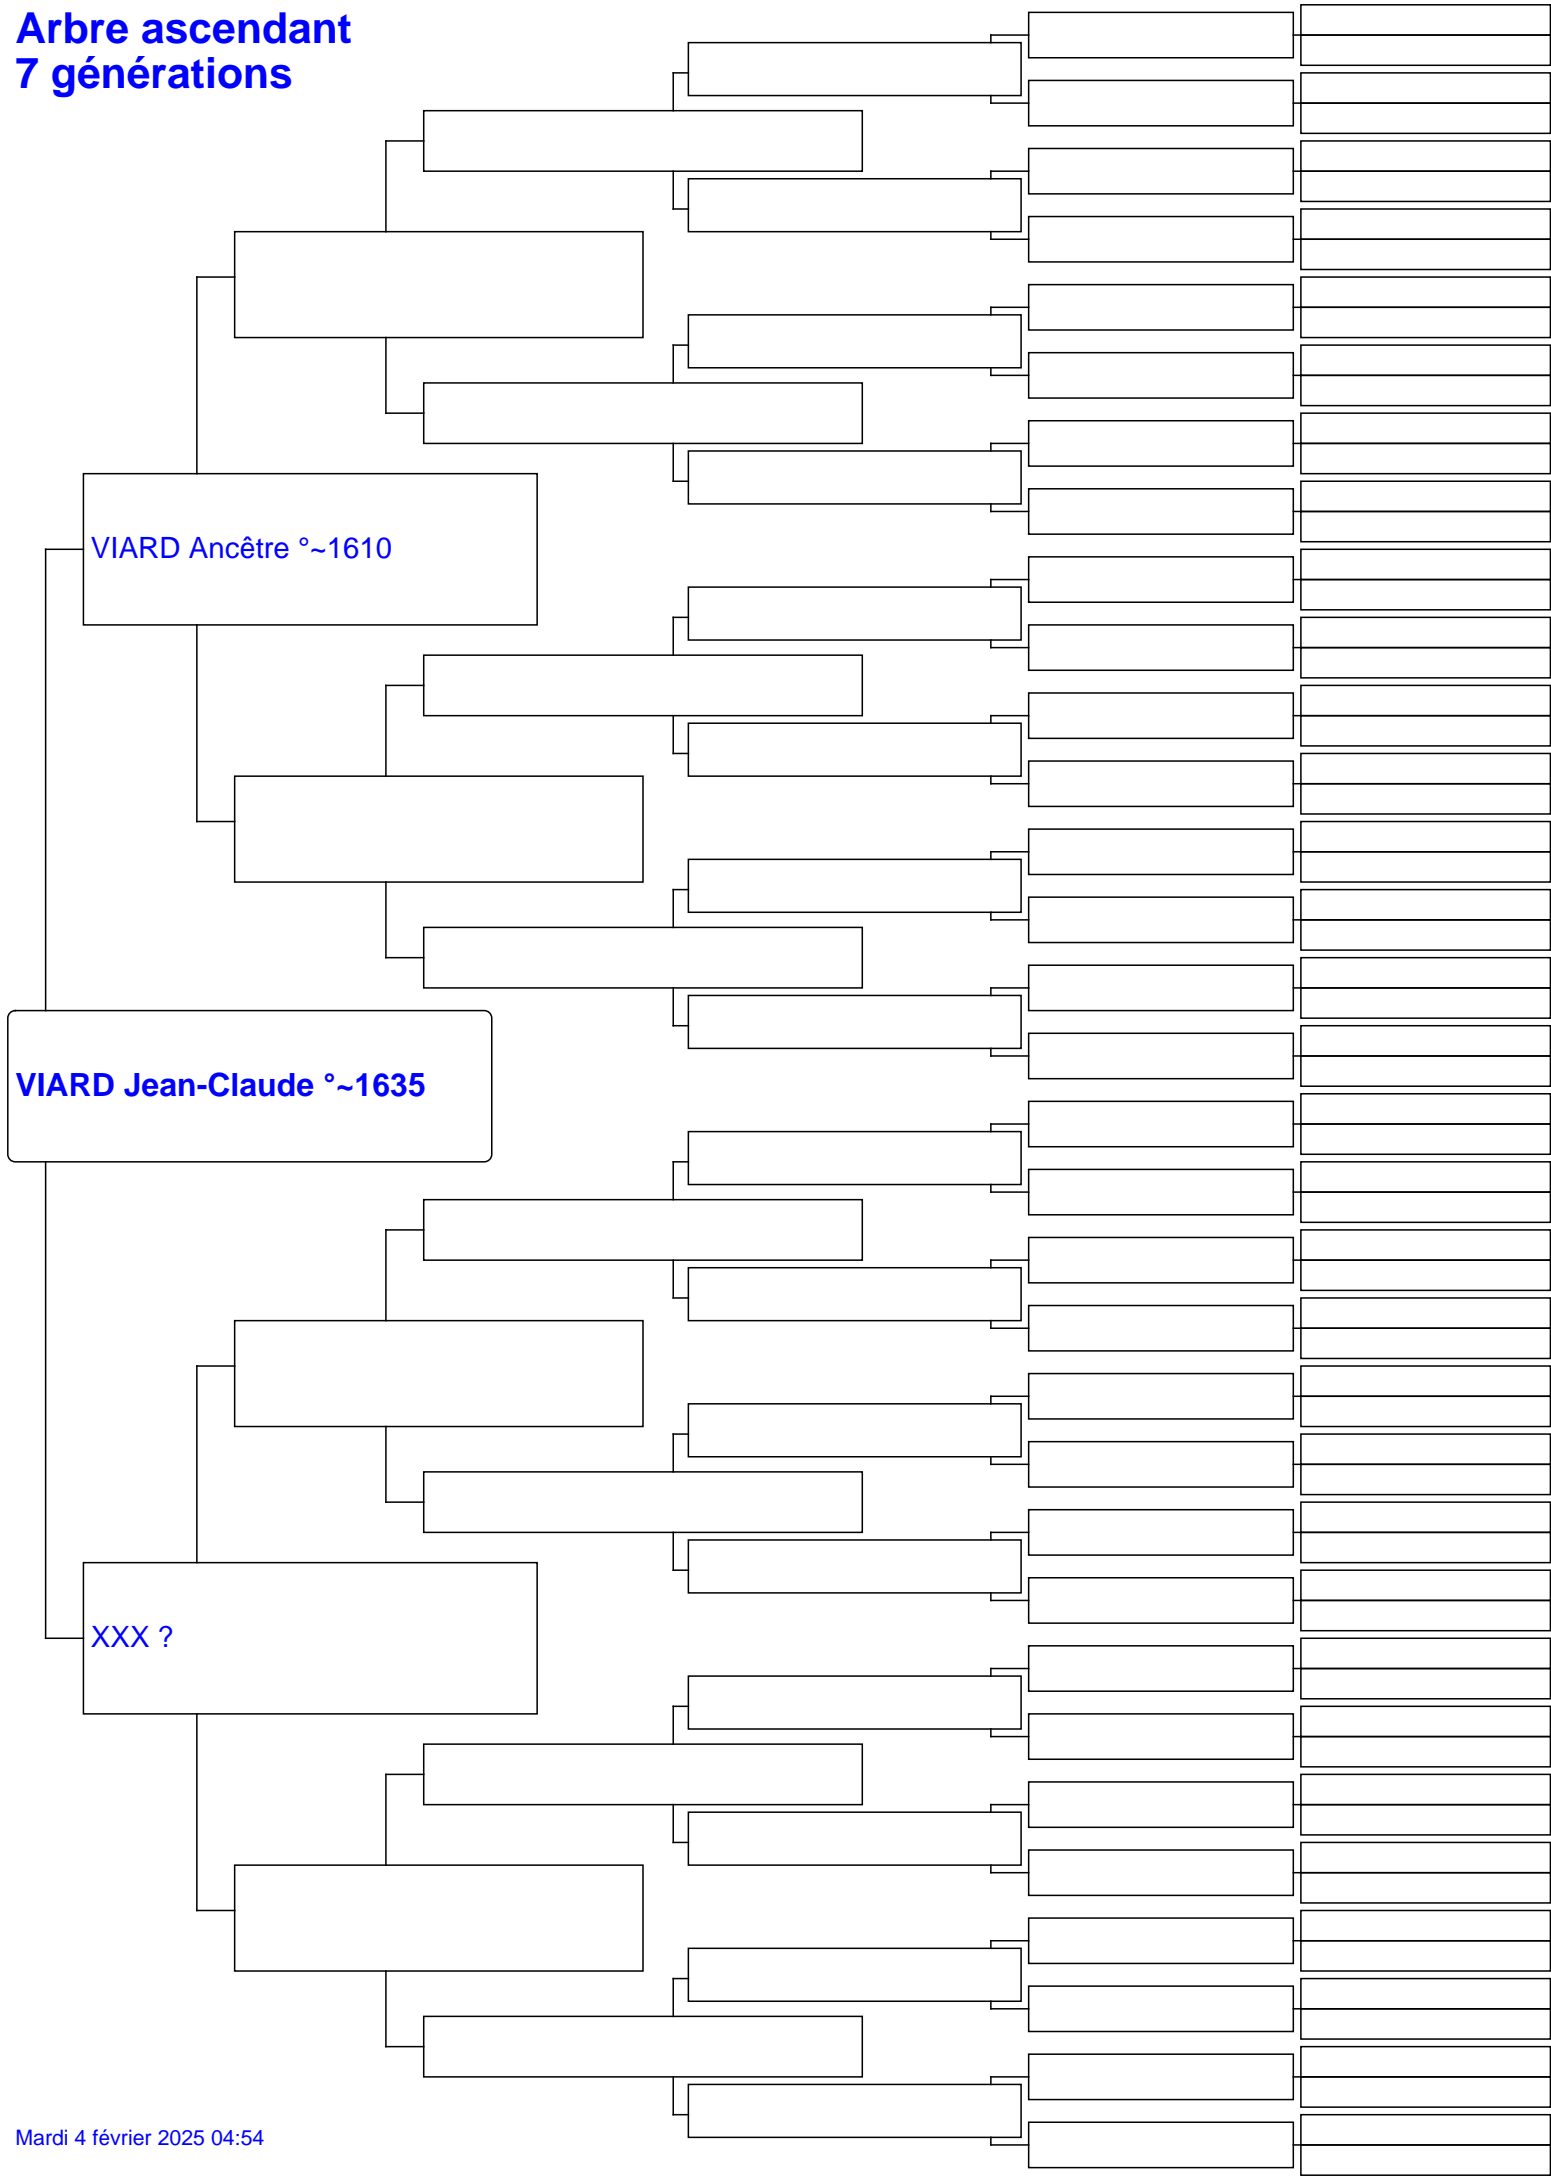 Arbre ascendant
7 générations
VIARD Ancêtre °~1610
VIARD Jean-Claude °~1635
XXX ?
Mardi 4 février 2025 04:54